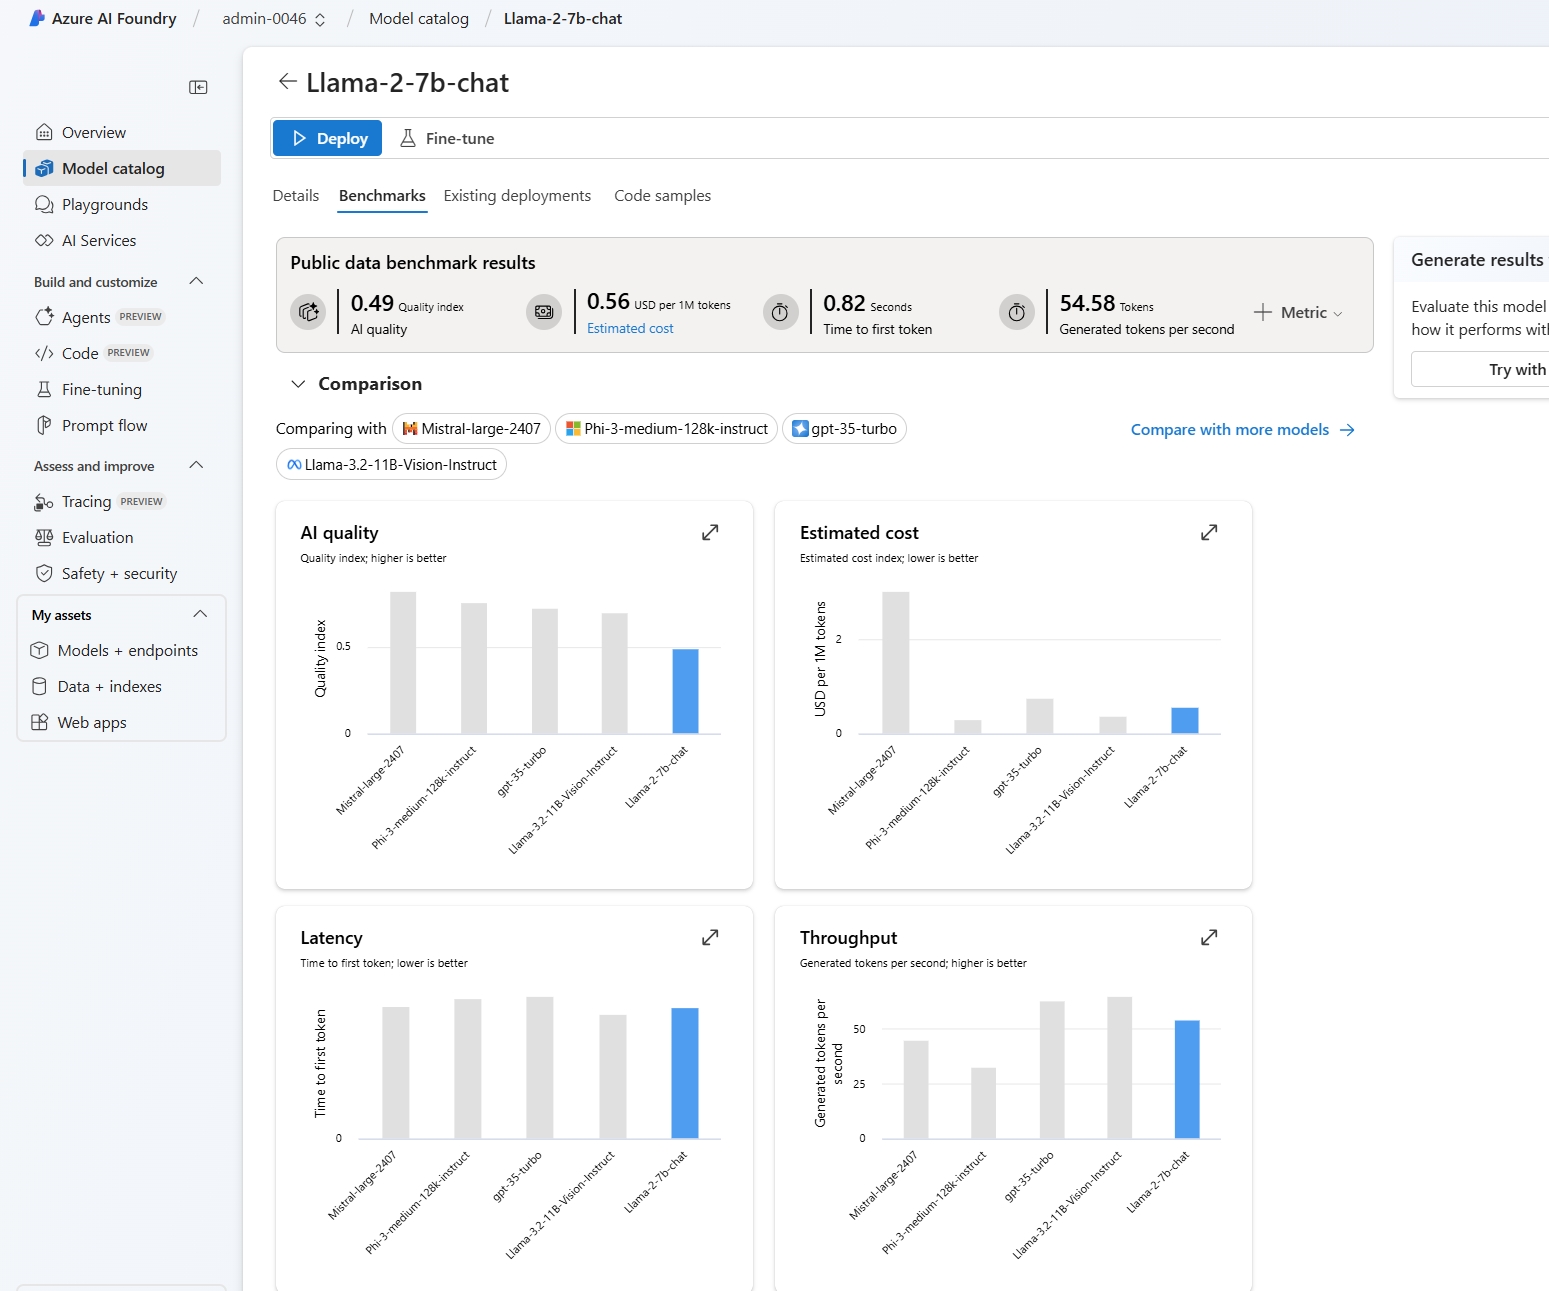 Azure AI Foundry / admin-0046 / Model catalog / Llama-2-7b-chat
Llama-2-7b-chat
Deploy Fine-tune
Overview
Model catalog
Playgrounds
AI Services
Build and customize
Agents PREVIEW
Code PREVIEW
Fine-tuning
Prompt flow
Assess and improve
Tracing PREVIEW
Evaluation
Safety + security
My assets
Models + endpoints
Data + indexes
Web apps
Details Benchmarks Existing deployments Code samples
Public data benchmark results
0.49 Quality index
AI quality
0.56 USD per 1M tokens
Estimated cost
0.82 Seconds
Time to first token
54.58 Tokens
Generated tokens per second
Metric
Generate results
Evaluate this model
how it performs wit
Try with
Comparison
Comparing with Mistral-large-2407 Phi-3-medium-128k-instruct gpt-35-turbo
Llama-3.2-11B-Vision-Instruct
Compare with more models
AI quality
Quality index; higher is better
Quality index
0.5
0
Mistral-large-2407
Phi-3-medium-128k-instruct
gpt-35-turbo
Llama-3.2-11B-Vision-Instruct
Llama-2-7b-chat
Estimated cost
Estimated cost index; lower is better
USD per 1M tokens
2
0
Mistral-large-2407
Phi-3-medium-128k-instruct
gpt-35-turbo
Llama-3.2-11B-Vision-Instruct
Llama-2-7b-chat
Latency
Time to first token; lower is better
Time to first token
0
Mistral-large-2407
Phi-3-medium-128k-instruct
gpt-35-turbo
Llama-3.2-11B-Vision-Instruct
Llama-2-7b-chat
Throughput
Generated tokens per second; higher is better
Generated tokens per
second
50
25
0
Mistral-large-2407
Phi-3-medium-128k-instruct
gpt-35-turbo
Llama-3.2-11B-Vision-Instruct
Llama-2-7b-chat